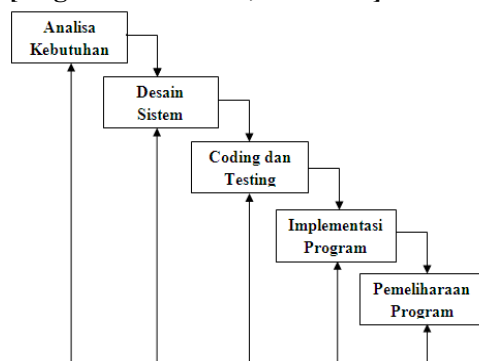 Analisa
Kebutuhan
Desain
Sistem
Coding dan
Testing
Implementasi
Program
Pemeliharaan
Program